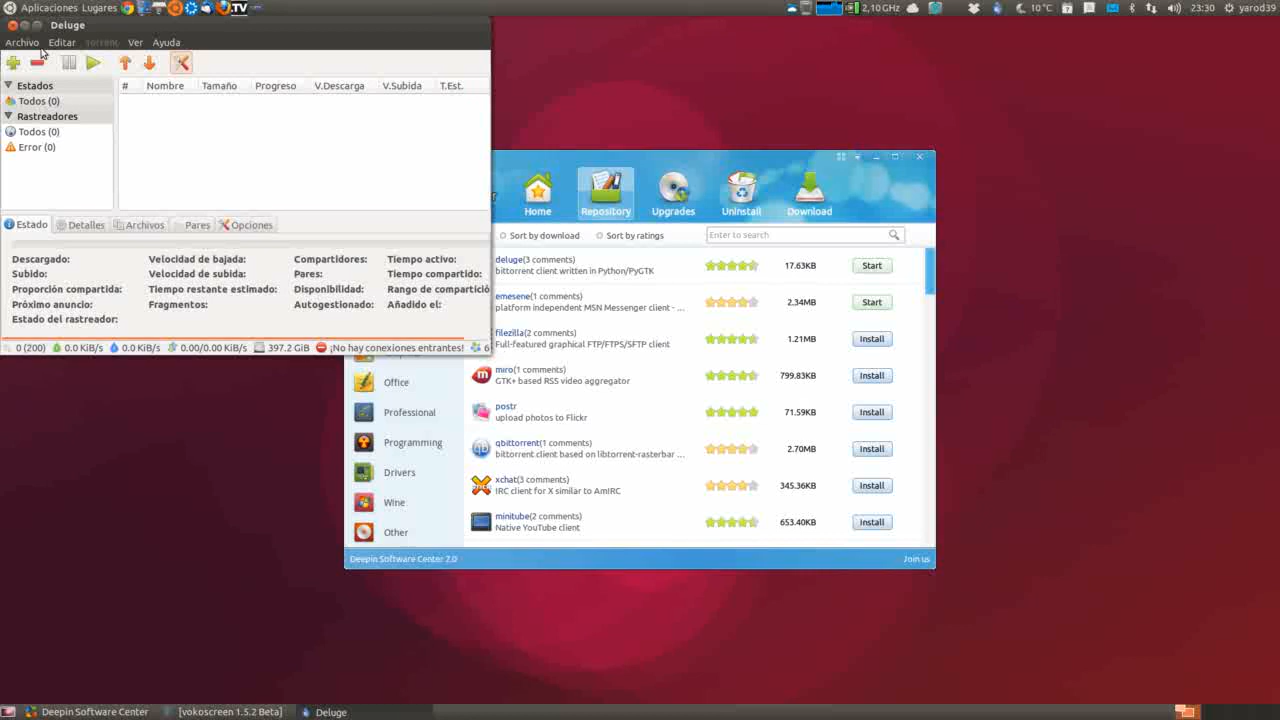 Aplicaciones Lugares
TV
2,10GHz
10 °C
7
23:30
yarod39
Deluge
Archivo Editar Torrent Ver Ayuda
Estados
Todos (0)
Rastreadores
Todos (0)
Error (0)
# Nombre Tamaño Progreso V.Descarga V.Subida T.Est.
Estado Detalles Archivos Pares Opciones
Descargado: Velocidad de bajada: Compartidores: Tiempo activo:
Subido: Velocidad de subida: Pares: Tiempo compartido:
Proporción compartida: Tiempo restante estimado: Disponibilidad: Rango de compartició
Próximo anuncio: Fragmentos: Autogestionado: Añadido el:
Estado del rastreador:
0 (200) 0.0 KiB/s 0.0 KiB/s 0.00/0.00 KiB/s 397.2 GiB ¡No hay conexiones entrantes! 6
Home Repository Upgrades Uninstall Download
Sort by download Sort by ratings Enter to search
deluge(3 comments)
bittorrent client written in Python/PyGTK
17.63KB Start
emesene(1 comments)
platform independent MSN Messenger client - ...
2.34MB Start
filezilla(2 comments)
Full-featured graphical FTP/FTPS/SFTP client
1.21MB Install
miro(1 comments)
GTK+ based RSS video aggregator
799.83KB Install
postr
upload photos to Flickr
71.59KB Install
qbittorrent(1 comments)
bittorrent client based on libtorrent-rasterbar ...
2.70MB Install
xchat(3 comments)
IRC client for X similar to AmIRC
345.36KB Install
minitube(2 comments)
Native YouTube client
653.40KB Install
Office
Professional
Programming
Drivers
Wine
Other
Deepin Software Center 2.0
Join us
Deepin Software Center
[vokoscreen 1.5.2 Beta]
Deluge